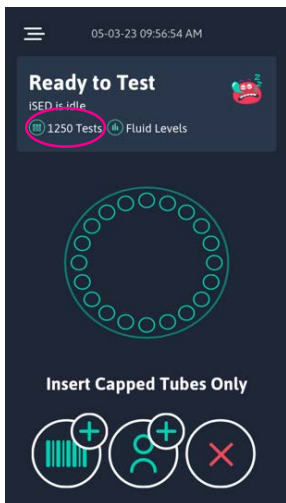 05-03-23 09:56:54 AM
Ready to Test
iSED is idle
1250 Tests Fluid Levels
Insert Capped Tubes Only